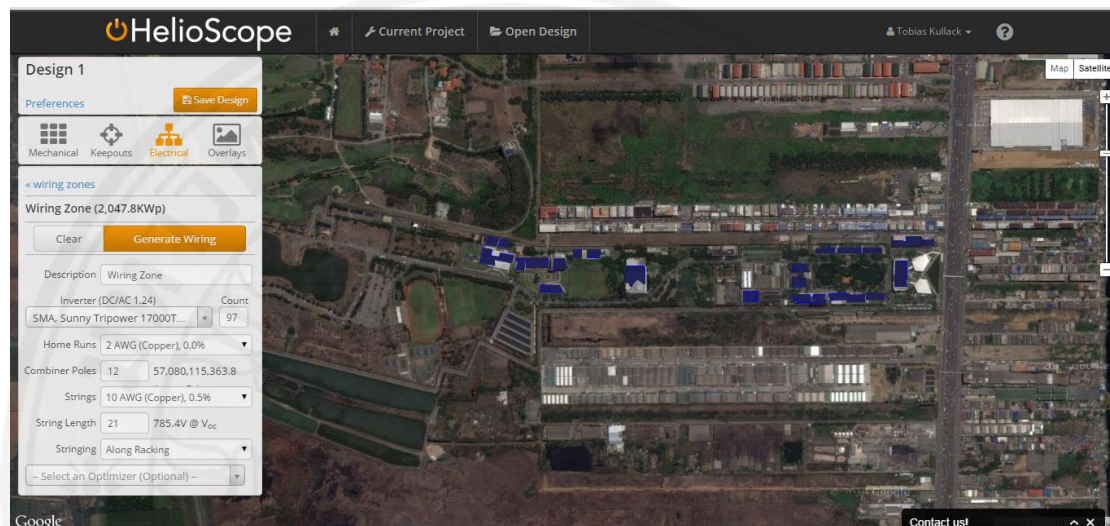 HelioScope
Current Project
Open Design
Tobias Kullack
?
Design 1
Map Satellite
Preferences
Save Design
Mechanical Keepouts Electrical Overlays
« wiring zones
Wiring Zone (2,047.8KWp)
Clear Generate Wiring
Description Wiring Zone
Inverter (DC/AC 1.24) Count
SMA, Sunny Tripower 17000T... 97
Home Runs 2 AWG (Copper), 0.0%
Combiner Poles 12 57,080,115,363.8
Strings 10 AWG (Copper), 0.5%
String Length 21 785.4V @ Voc
Stringing Along Racking
– Select an Optimizer (Optional) –
Google
Contact us!